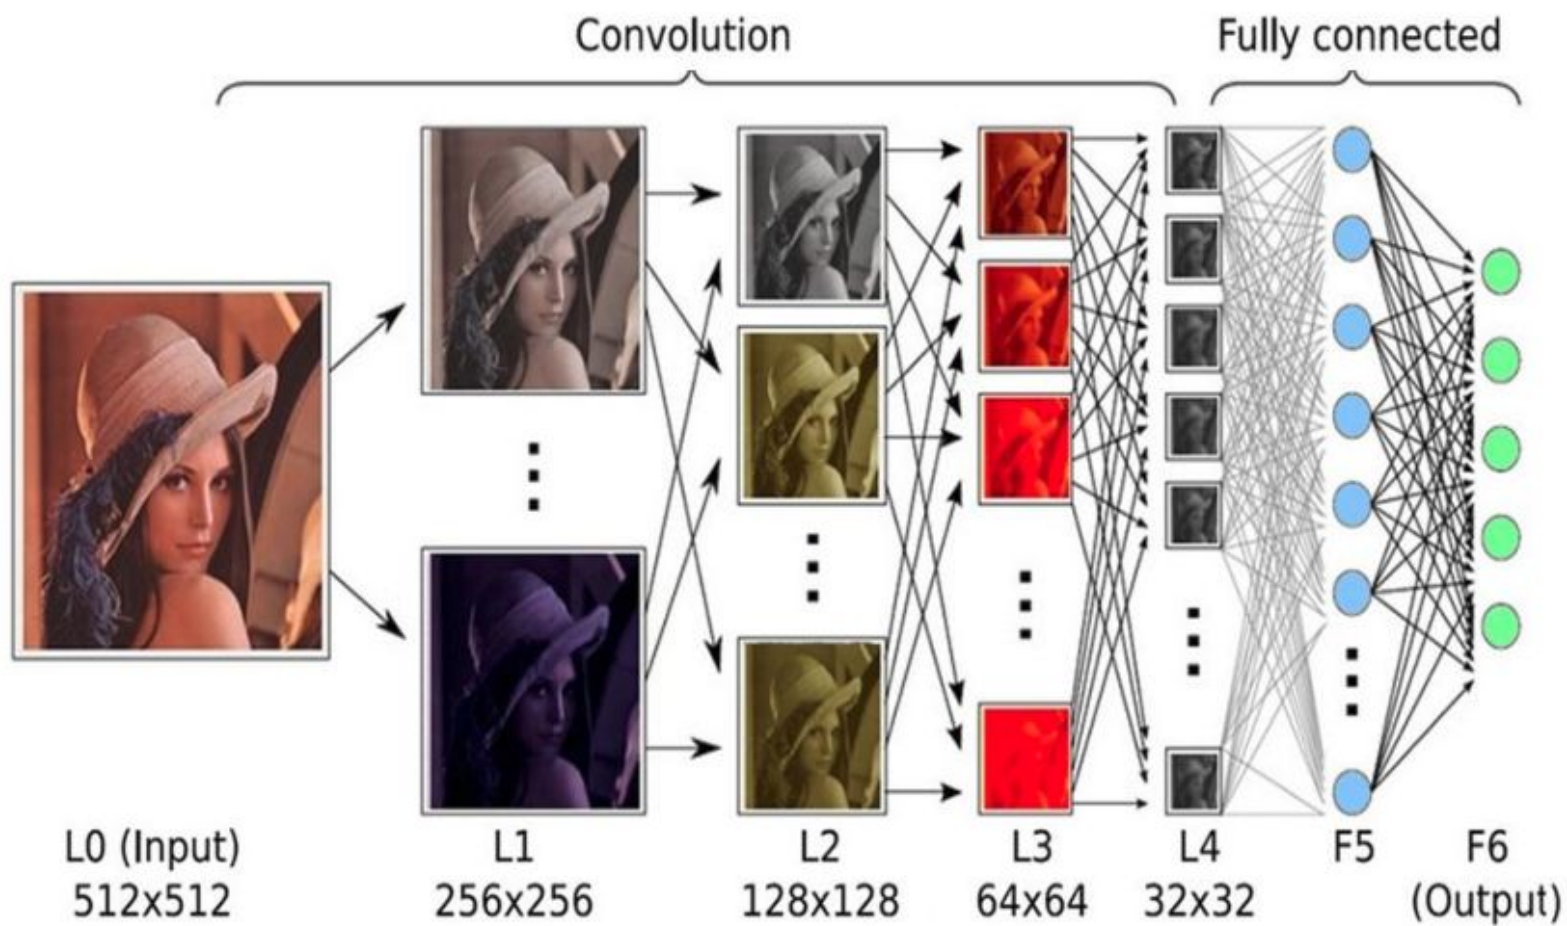 Convolution
Fully connected
L0 (Input)
512x512
L1
256x256
L2
128x128
L3
64x64
L4
32x32
F5
F6
(Output)